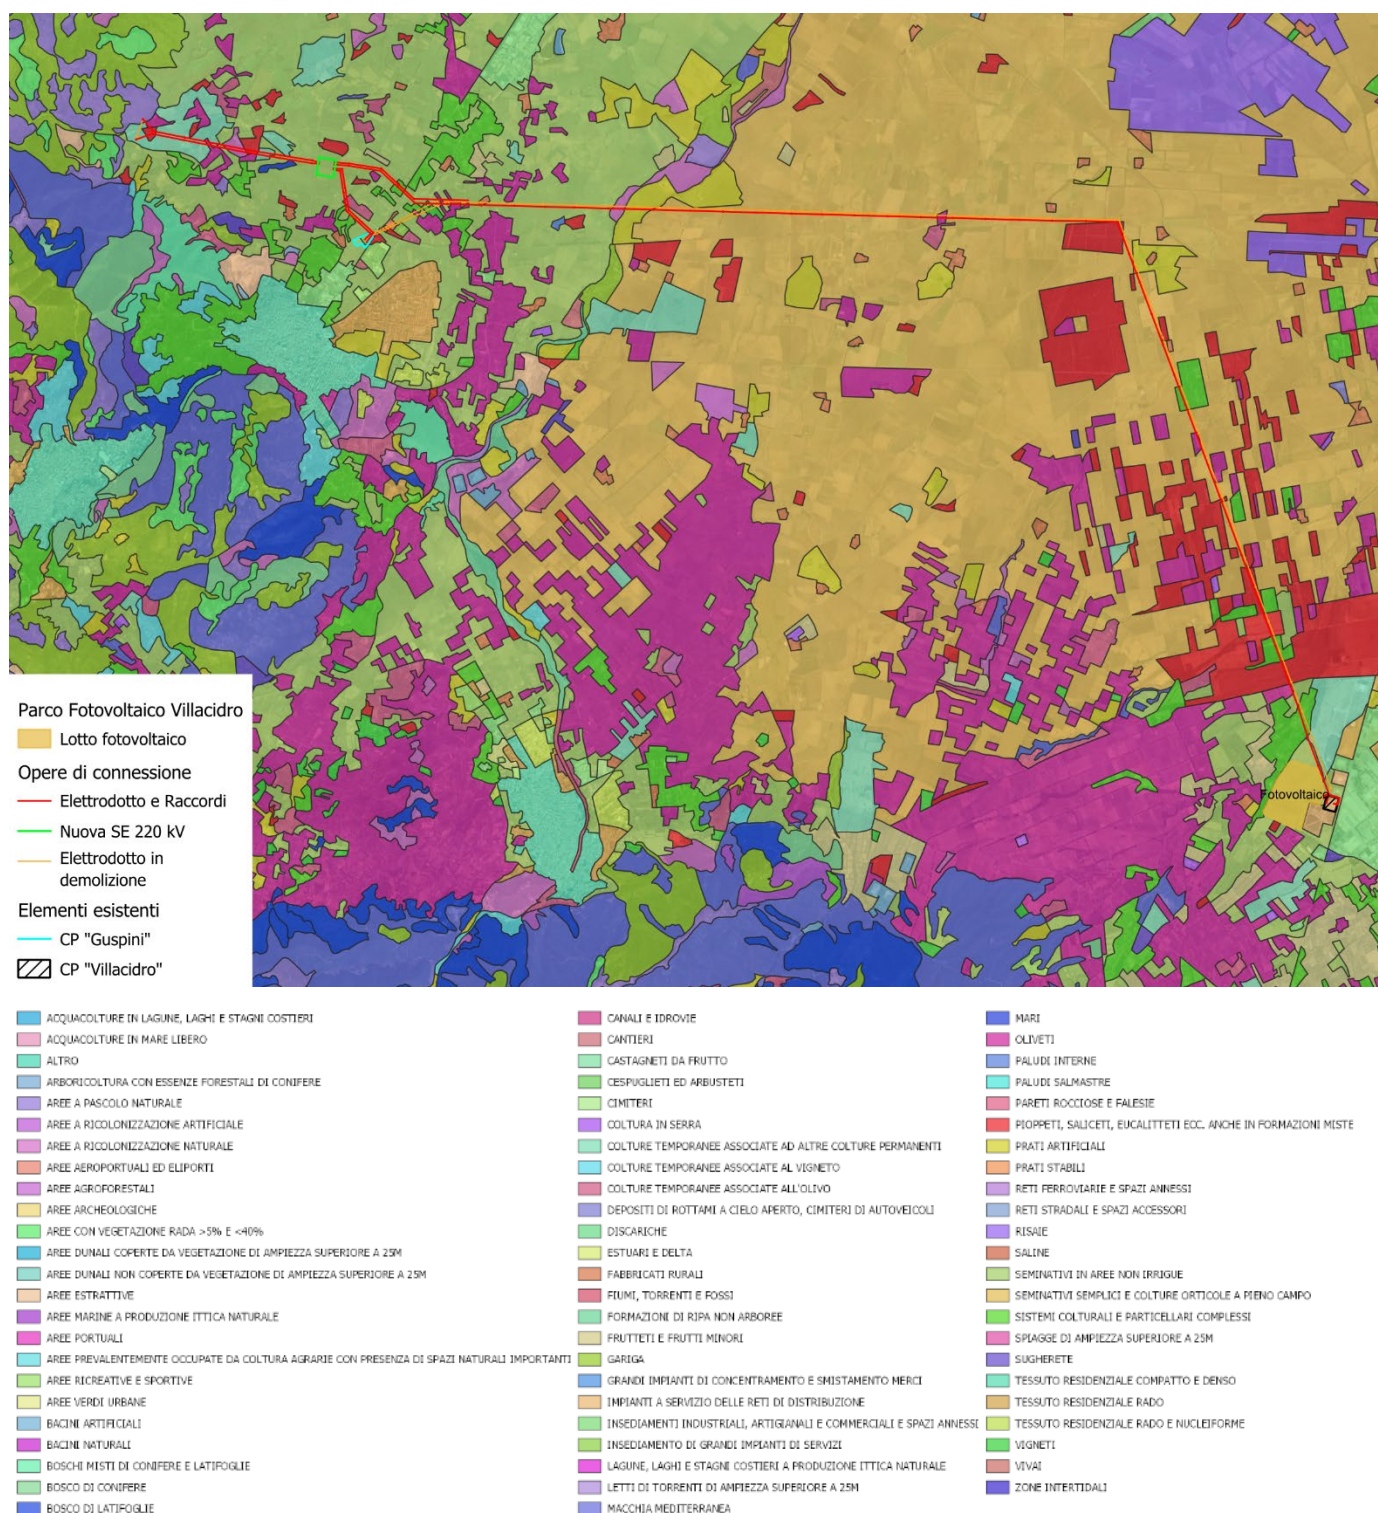 Fotovoltaico
Parco Fotovoltaico Villacidro
Lotto fotovoltaico
Opere di connessione
Elettrodotto e Raccordi
Nuova SE 220 kV
Elettrodotto in
demolizione
Elementi esistenti
CP "Guspini"
CP "Villacidro"
ACQUACOLTURE IN LAGUNE, LAGHI E STAGNI COSTIERI
ACQUACOLTURE IN MARE LIBERO
ALTRO
ARBORICOLTURA CON ESSENZE FORESTALI DI CONIFERE
AREE A PASCOLO NATURALE
AREE A RICOLONIZZAZIONE ARTIFICIALE
AREE A RICOLONIZZAZIONE NATURALE
AREE AEROPORTUALI ED ELIPORTI
AREE AGROFORESTALI
AREE ARCHEOLOGICHE
AREE CON VEGETAZIONE RADA >5% E <40%
AREE DUNALI COPERTE DA VEGETAZIONE DI AMPIEZZA SUPERIORE A 25M
AREE DUNALI NON COPERTE DA VEGETAZIONE DI AMPIEZZA SUPERIORE A 25M
AREE ESTRATTIVE
AREE MARINE A PRODUZIONE ITTICA NATURALE
AREE PORTUALI
AREE PREVALENTEMENTE OCCUPATE DA COLTURA AGRARIE CON PRESENZA DI SPAZI NATURALI IMPORTANTI
AREE RICREATIVE E SPORTIVE
AREE VERDI URBANE
BACINI ARTIFICIALI
BACINI NATURALI
BOSCHI MISTI DI CONIFERE E LATIFOGLIE
BOSCO DI CONIFERE
BOSCO DI LATIFOGLIE
CANALI E IDROVIE
CANTIERI
CASTAGNETI DA FRUTTO
CESPUGLIETI ED ARBUSTETI
CIMITERI
COLTURA IN SERRA
COLTURE TEMPORANEE ASSOCIATE AD ALTRE COLTURE PERMANENTI
COLTURE TEMPORANEE ASSOCIATE AL VIGNETO
COLTURE TEMPORANEE ASSOCIATE ALL'OLIVO
DEPOSITI DI ROTTAMI A CIELO APERTO, CIMITERI DI AUTOVEICOLI
DISCARICHE
ESTUARI E DELTA
FABBRICATI RURALI
FIUMI, TORRENTI E FOSSI
FORMAZIONI DI RIPA NON ARBOREE
FRUTTETI E FRUTTI MINORI
GARIGA
GRANDI IMPIANTI DI CONCENTRAMENTO E SMISTAMENTO MERCI
IMPIANTI A SERVIZIO DELLE RETI DI DISTRIBUZIONE
INSEDIAMENTI INDUSTRIALI, ARTIGIANALI E COMMERCIALI E SPAZI ANNESSI
INSEDIAMENTO DI GRANDI IMPIANTI DI SERVIZI
LAGUNE, LAGHI E STAGNI COSTIERI A PRODUZIONE ITTICA NATURALE
LETTI DI TORRENTI DI AMPIEZZA SUPERIORE A 25M
MACCHIA MEDITERRANEA
MARI
OLIVETI
PALUDI INTERNE
PALUDI SALMASTRE
PARETI ROCCIOSE E FALESIE
PIOPPETI, SALICETI, EUCALITTETI ECC. ANCHE IN FORMAZIONI MISTE
PRATI ARTIFICIALI
PRATI STABILI
RETI FERROVIARIE E SPAZI ANNESSI
RETI STRADALI E SPAZI ACCESSORI
RISAIE
SALINE
SEMINATIVI IN AREE NON IRRIGUE
SEMINATIVI SEMPLICI E COLTURE ORTICOLE A PIENO CAMPO
SISTEMI COLTURALI E PARTICELLARI COMPLESSI
SPIAGGE DI AMPIEZZA SUPERIORE A 25M
SUGHERETE
TESSUTO RESIDENZIALE COMPATTO E DENSO
TESSUTO RESIDENZIALE RADO
TESSUTO RESIDENZIALE RADO E NUCLEIFORME
VIGNETI
VIVAI
ZONE INTERTIDALI